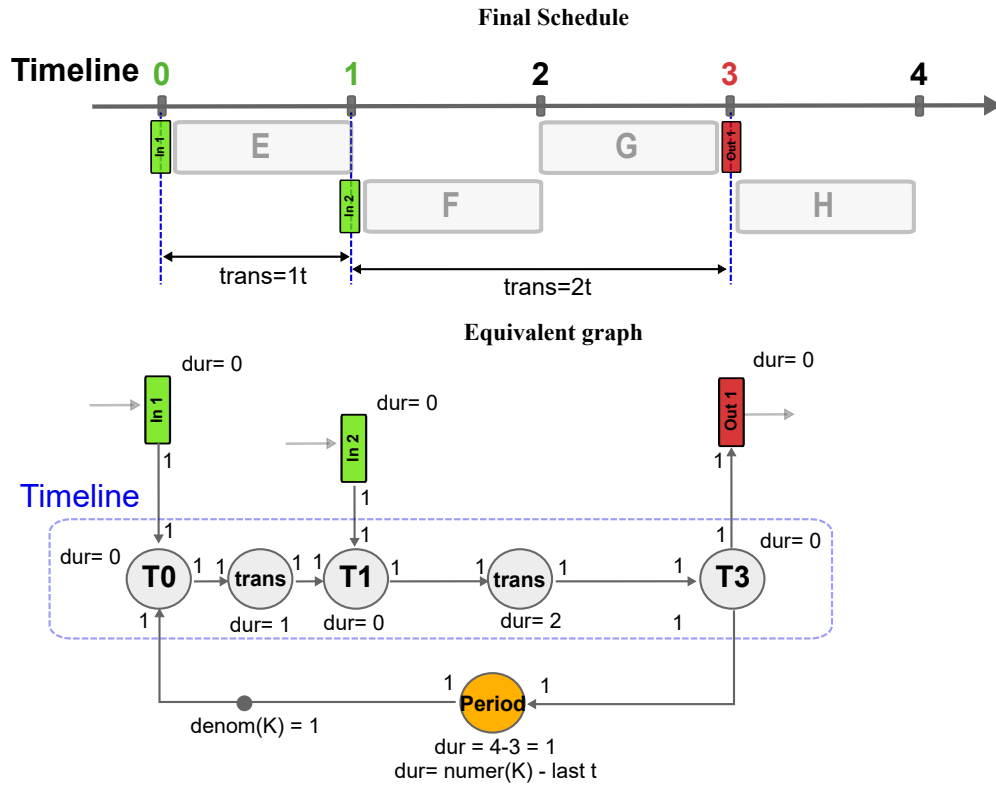 Final Schedule
Timeline 0 1 2 3 4
In 1 E G Out 1
In 2 F H
trans=1t
trans=2t
Equivalent graph
dur= 0 dur= 0
In 1 Out 1
dur= 0
In 2
1 1 1
Timeline
1 1 1
dur= 0 dur= 0
T0 1 1 trans 1 1 T1 1 1 trans 1 1 T3
1 dur= 1 dur= 0 dur= 2 1
1 Period 1
denom(K) = 1
dur = 4-3 = 1
dur= numer(K) - last t